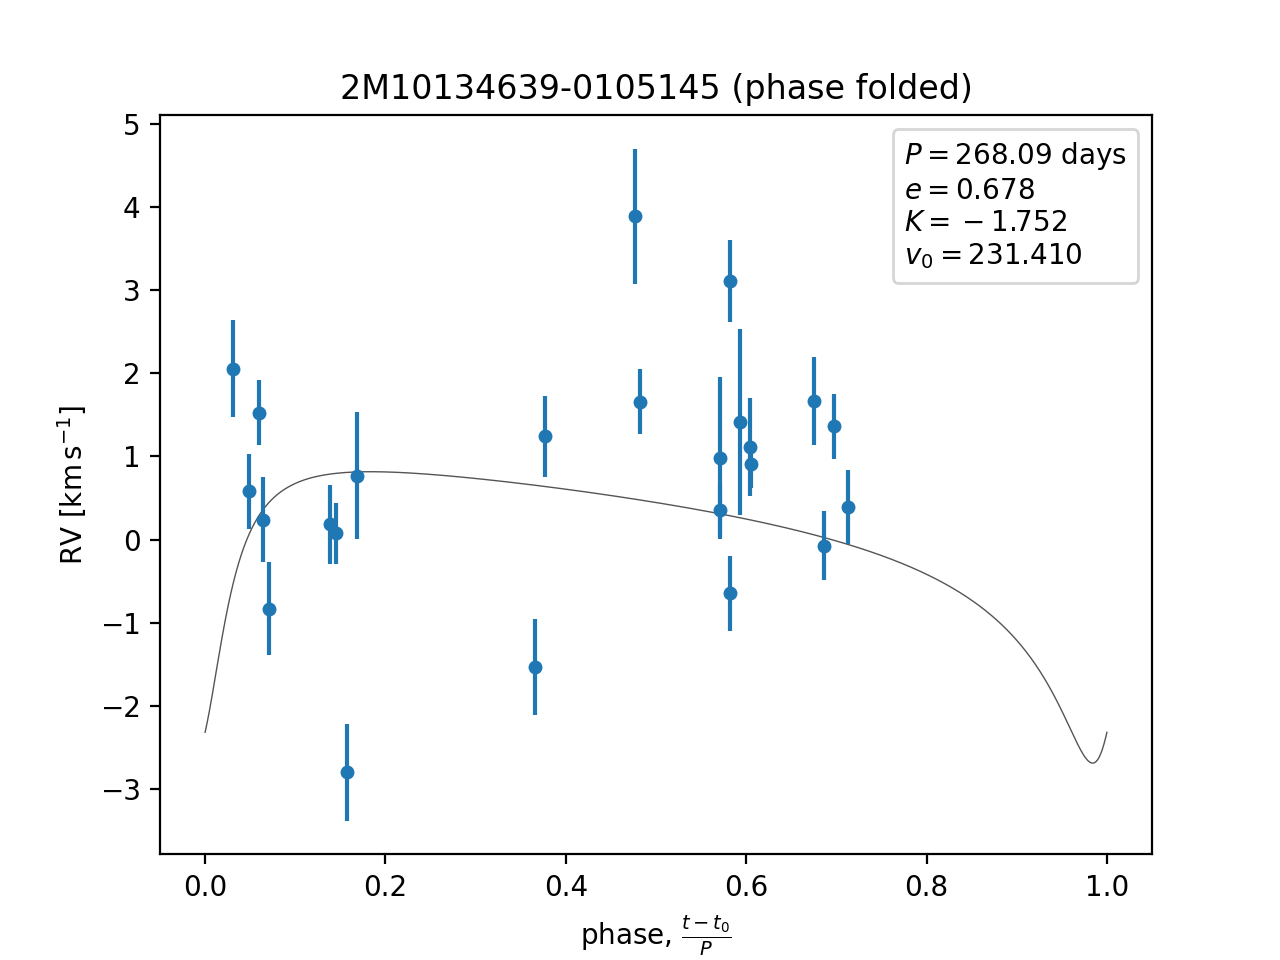 2M10134639-0105145 (phase folded)
P = 268.09 days
e = 0.678
K = −1.752
v₀ = 231.410
5
4
3
2
1
0
−1
−2
−3
RV [km s⁻¹]
0.0 0.2 0.4 0.6 0.8 1.0
phase, (t − t₀)/P